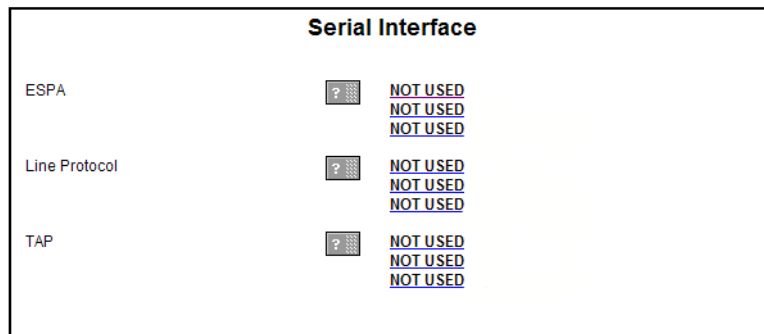 Serial Interface
ESPA ? NOT USED
NOT USED
NOT USED
Line Protocol ? NOT USED
NOT USED
NOT USED
TAP ? NOT USED
NOT USED
NOT USED